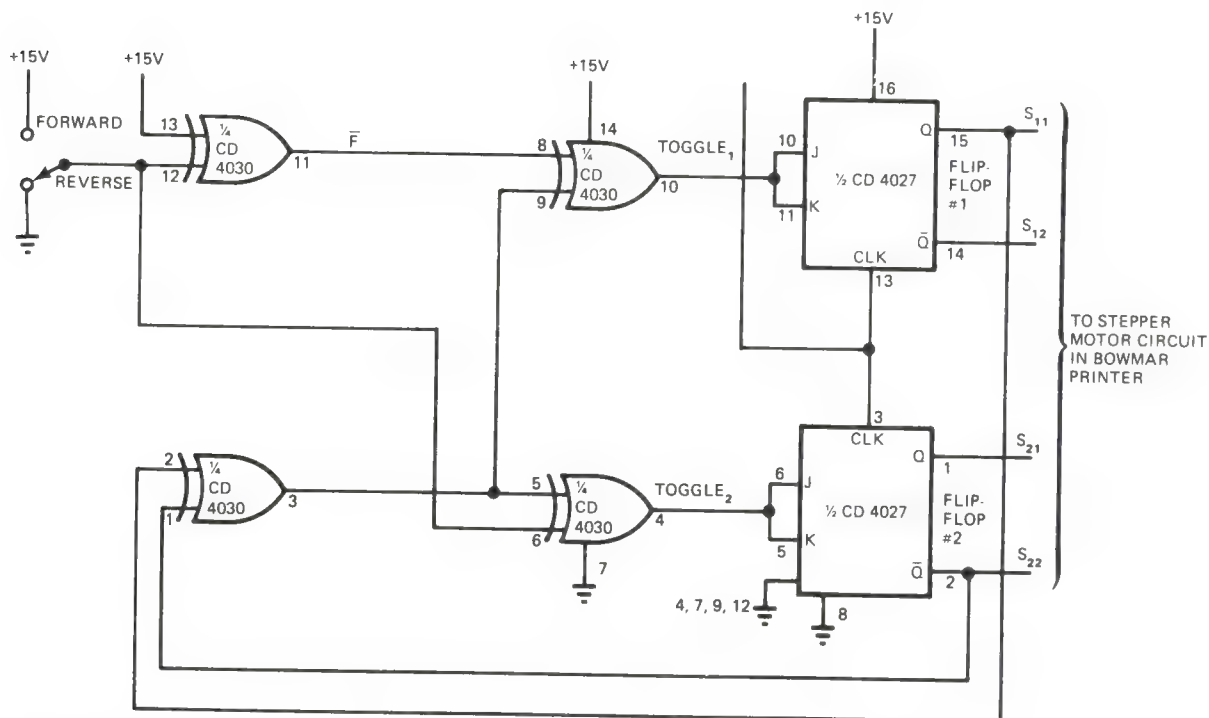 +15V
+15V
+15V
+15V
FORWARD
REVERSE
13
12
¼
CD
4030
11
F̅
8
9
14
¼
CD
4030
10
TOGGLE₁
16
10
J
11
K
½ CD 4027
Q
15
Q̅
14
CLK
13
FLIP-
FLOP
#1
S₁₁
S₁₂
TO STEPPER
MOTOR CIRCUIT
IN BOWMAR
PRINTER
2
1
¼
CD
4030
3
5
6
¼
CD
4030
4
7
TOGGLE₂
3
CLK
6
J
5
K
½ CD 4027
Q
1
Q̅
2
FLIP-
FLOP
#2
S₂₁
S₂₂
4, 7, 9, 12
8